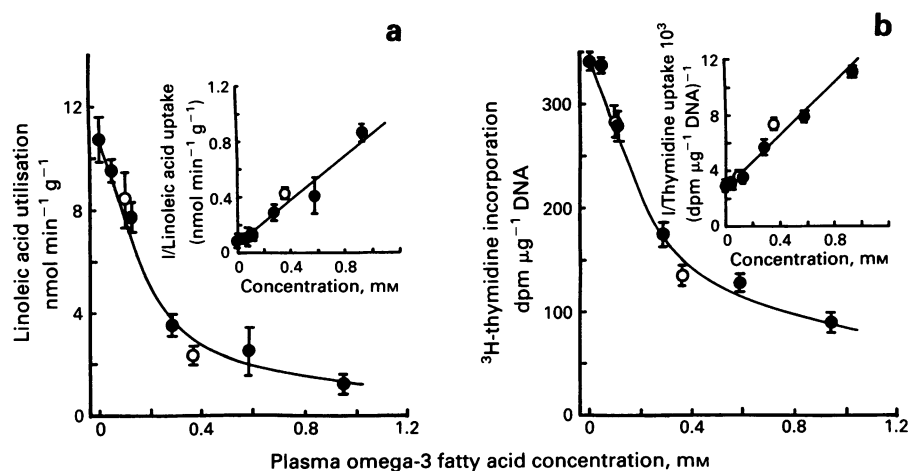 a
Linoleic acid utilisation
nmol min⁻¹ g⁻¹
12
8
4
0
0
0.4
0.8
1.2
I/Linoleic acid uptake
(nmol min⁻¹ g⁻¹)
1.2
0.8
0.4
0
0
0.4
0.8
Concentration, mM
b
³H-thymidine incorporation
dpm µg⁻¹ DNA
300
200
100
0
0
0.4
0.8
1.2
I/Thymidine uptake 10³
(dpm µg⁻¹ DNA)⁻¹
12
8
4
0
0
0.4
0.8
Concentration, mM
Plasma omega-3 fatty acid concentration, mM